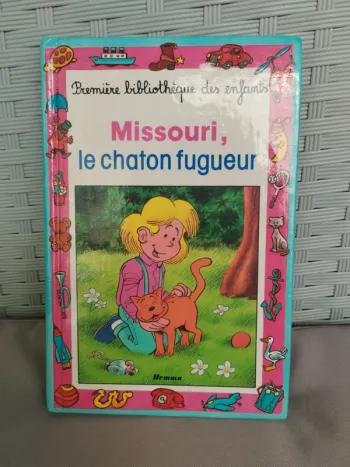 Première bibliothèque des enfants
Missouri,
le chaton fugueur
Hemma